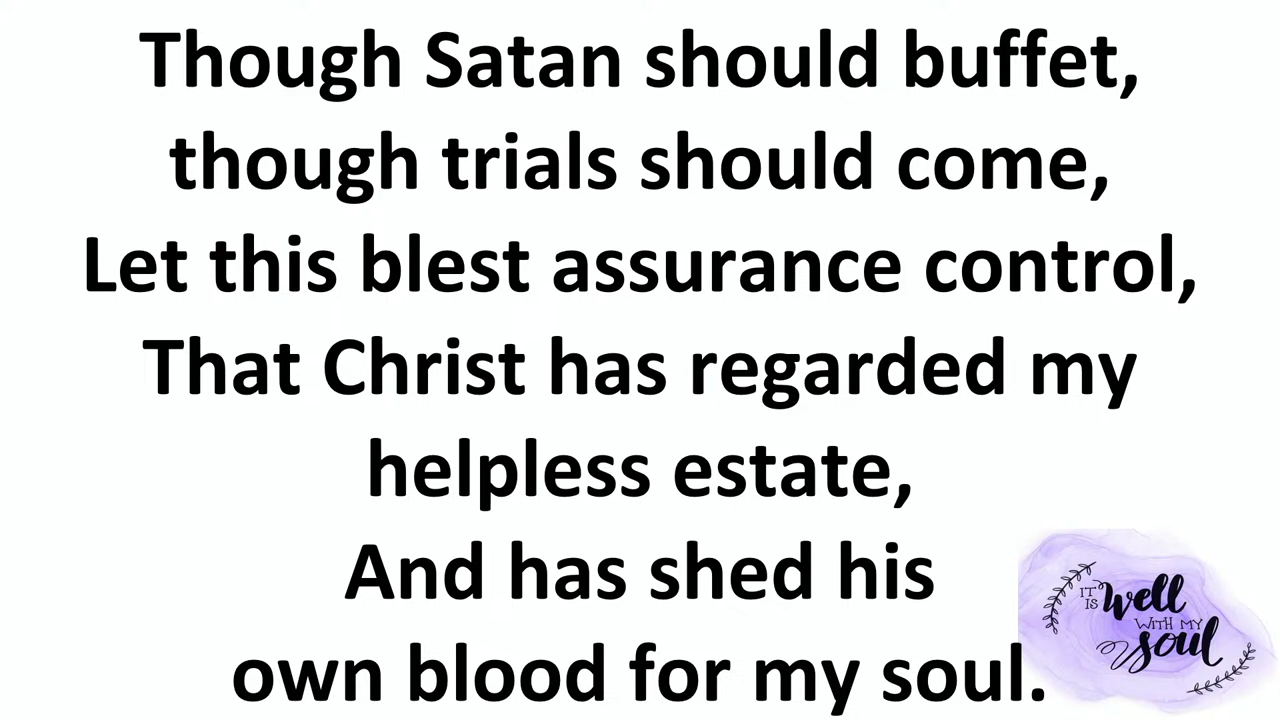 Though Satan should buffet,
though trials should come,
Let this blest assurance control,
That Christ has regarded my
helpless estate,
And has shed his
own blood for my soul.
IT
IS
well
WITH MY
soul